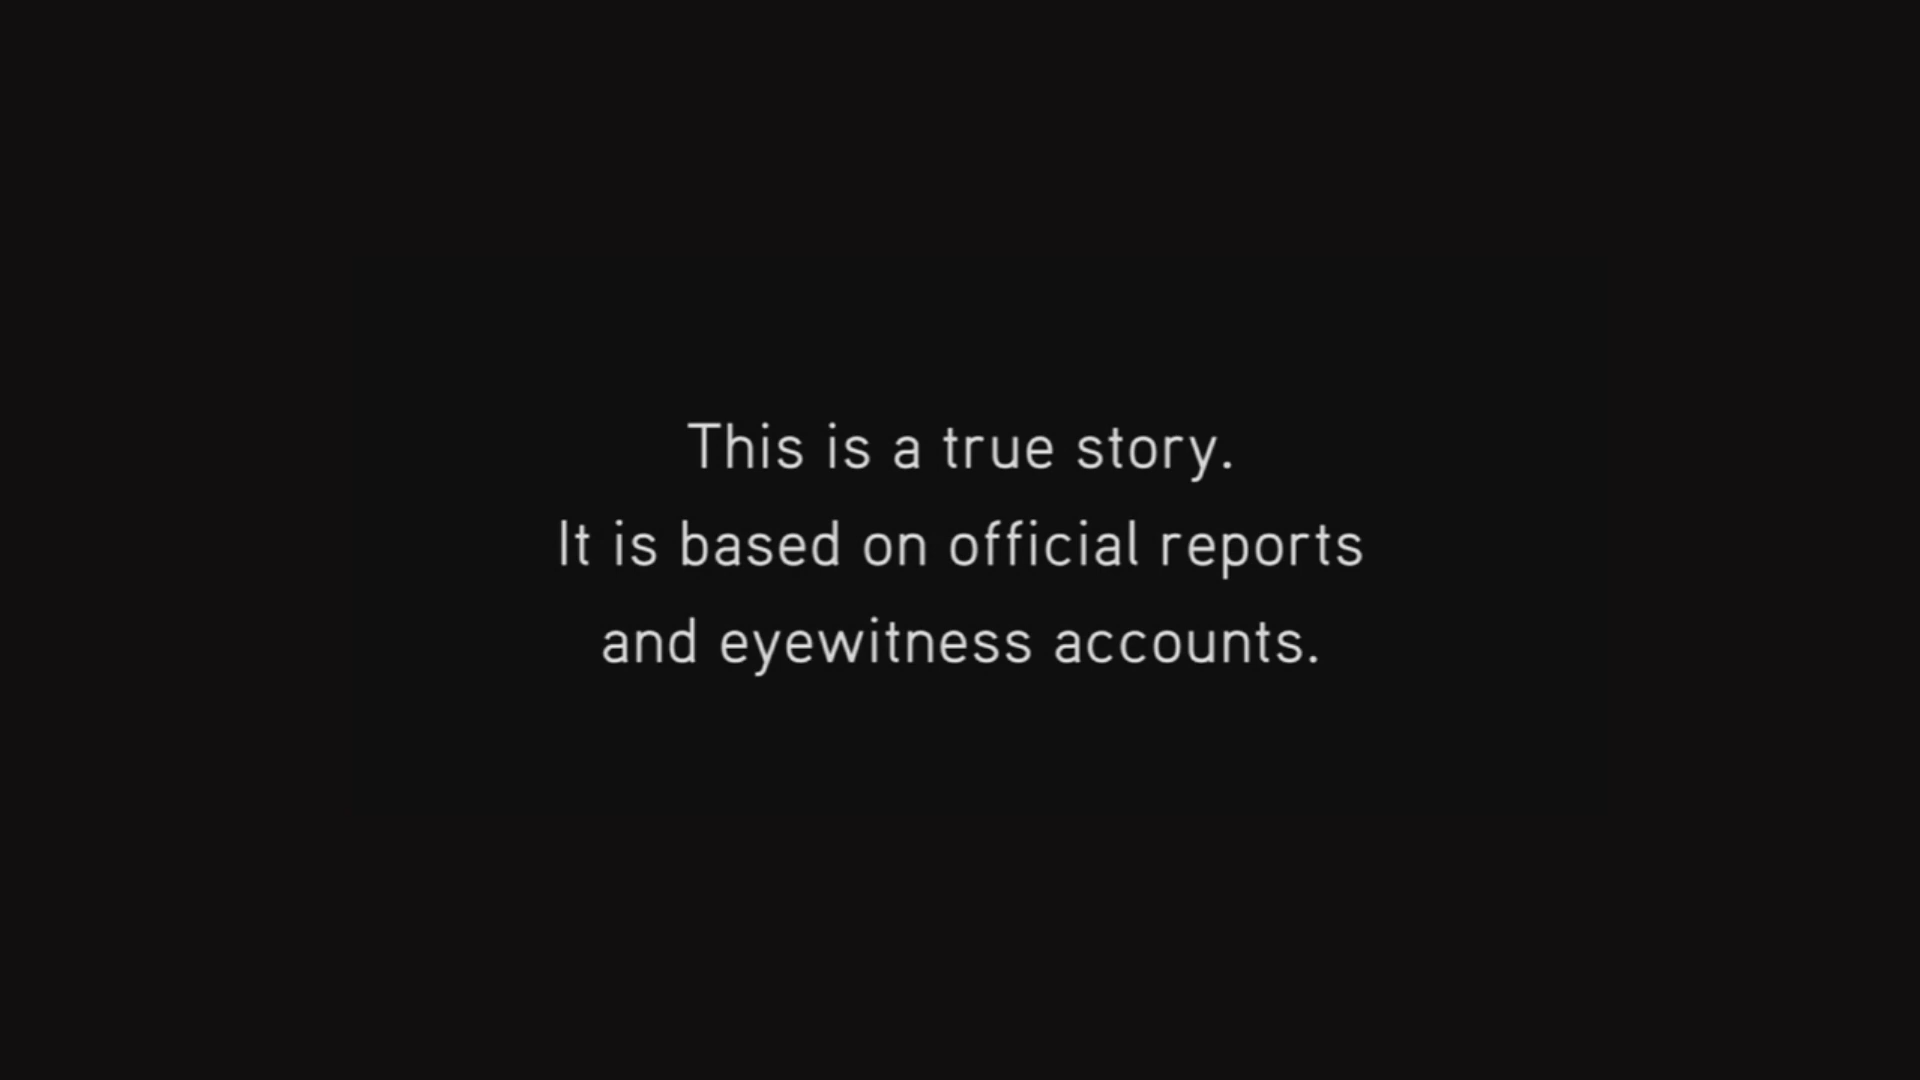 This is a true story.
It is based on official reports
and eyewitness accounts.